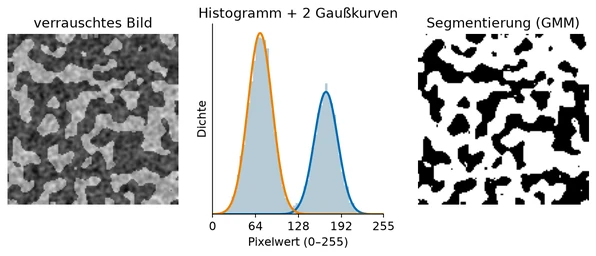 verrauschtes Bild
Histogramm + 2 Gaußkurven
Segmentierung (GMM)
Dichte
0 64 128 192 255
Pixelwert (0–255)